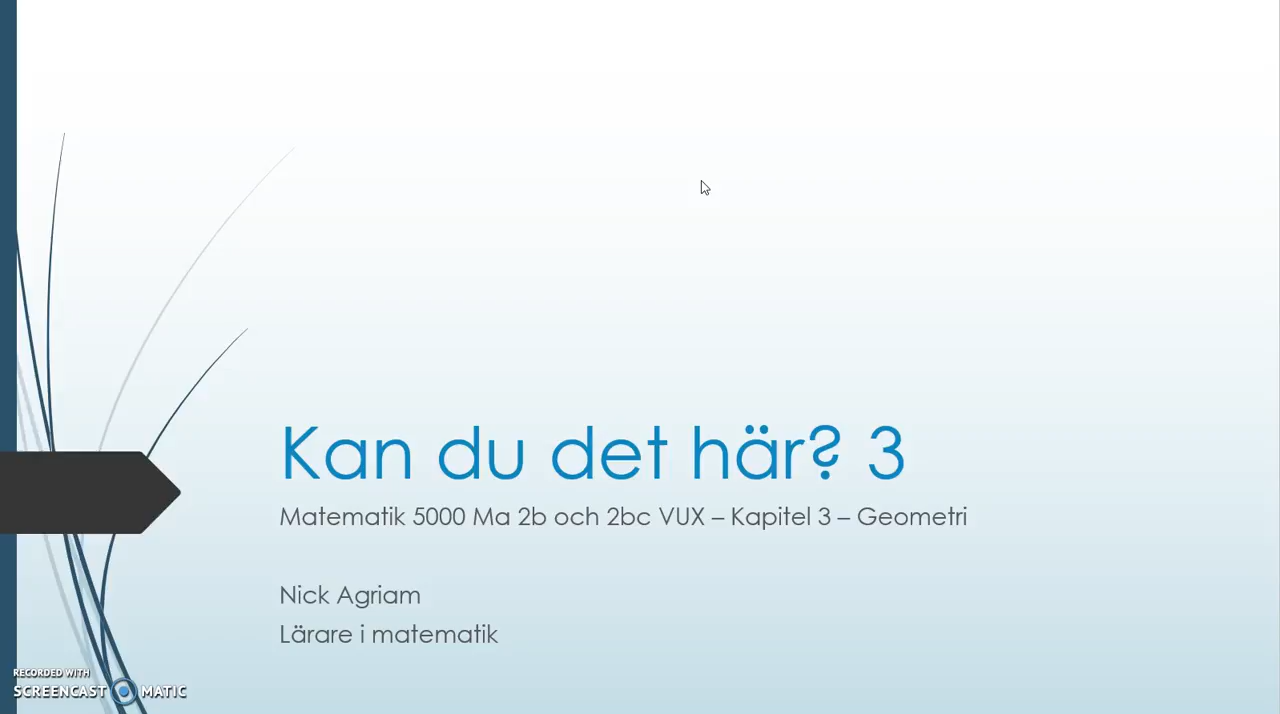 Kan du det här? 3
Matematik 5000 Ma 2b och 2bc VUX – Kapitel 3 – Geometri
Nick Agriam
Lärare i matematik
RECORDED WITH
SCREENCAST MATIC